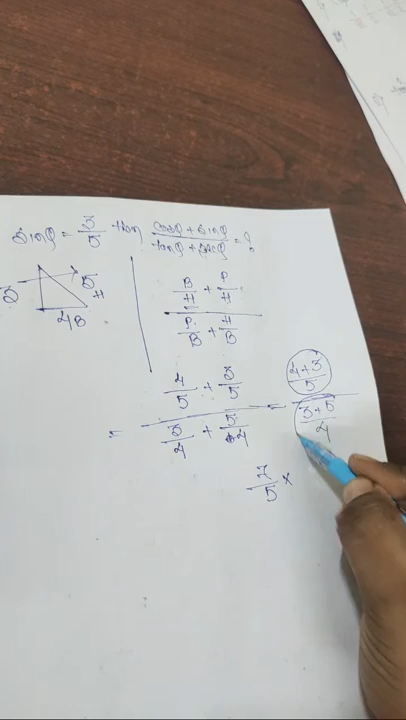 sinθ = 3/5 then (cosθ + sinθ)/(tanθ + secθ) = ?
3 5 H
4 B
(B/H + P/H)/(P/B + H/B)
= (4/5 + 3/5)/(3/4 + 5/4) = ((4+3)/5)/((3+5)/4)
7/5 ×